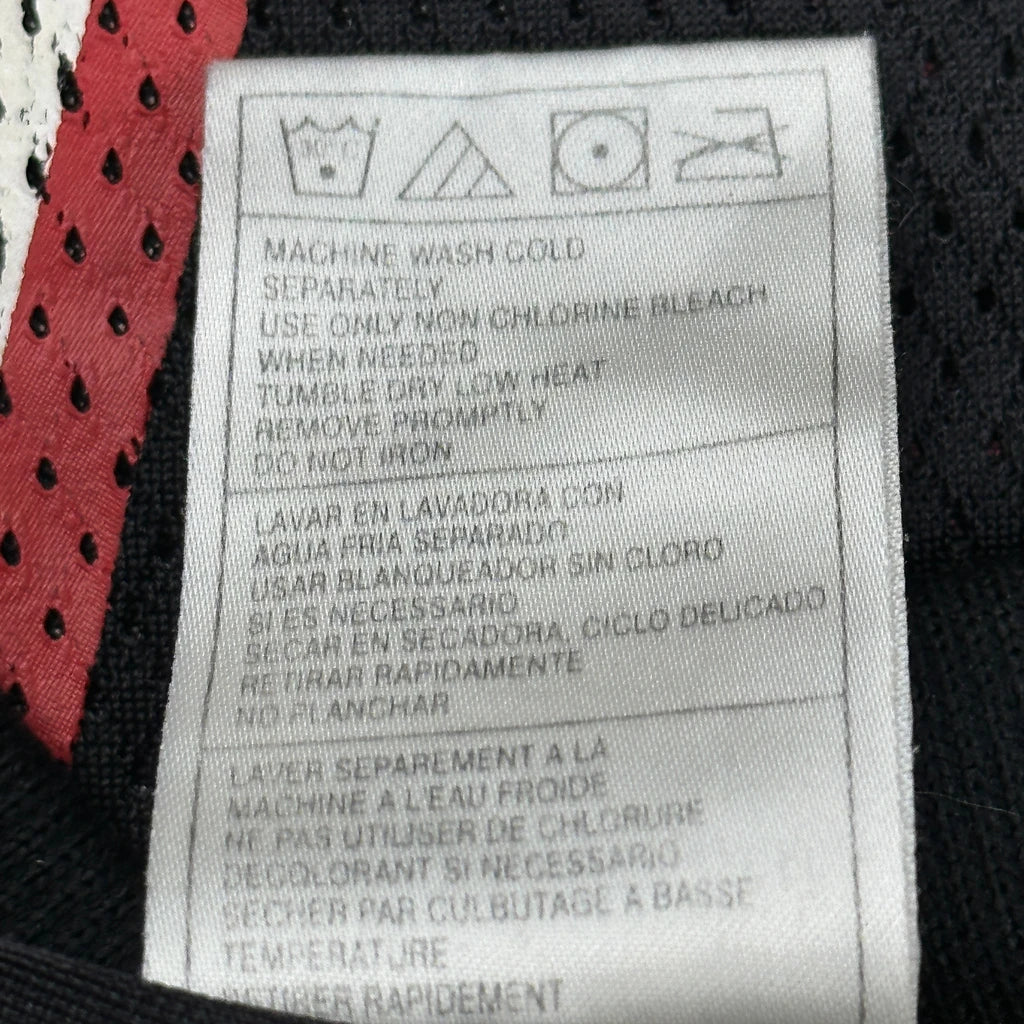 MACHINE WASH COLD
SEPARATELY
USE ONLY NON CHLORINE BLEACH
WHEN NEEDED
TUMBLE DRY LOW HEAT
REMOVE PROMPTLY
DO NOT IRON
LAVAR EN LAVADORA CON
AGUA FRIA SEPARADO
USAR BLANQUEADOR SIN CLORO
SI ES NECESSARIO
SECAR EN SECADORA, CICLO DELICADO
RETIRAR RAPIDAMENTE
NO PLANCHAR
LAVER SEPAREMENT A LA
MACHINE A LEAU FROIDE
NE PAS UTILISER DE CHLORURE
DECOLORANT SI NECESSARIO
SECHER PAR CULBUTAGE A BASSE
TEMPERATURE
RETIRER RAPIDEMENT